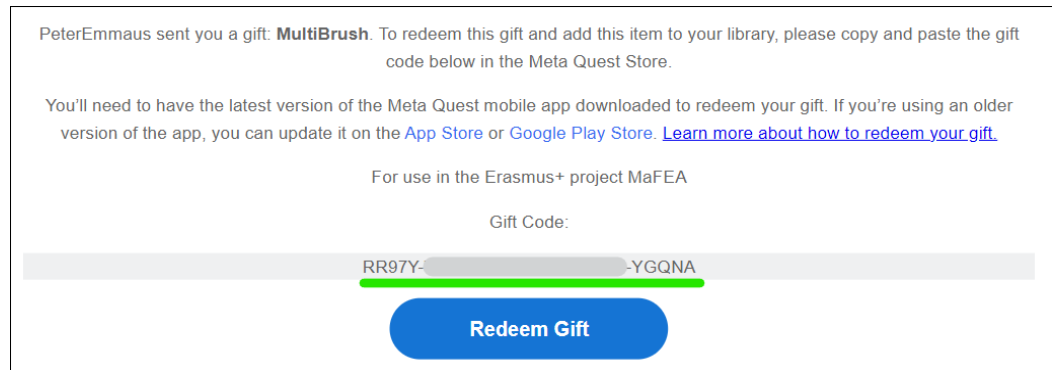 PeterEmmaus sent you a gift: MultiBrush. To redeem this gift and add this item to your library, please copy and paste the gift
code below in the Meta Quest Store.
You'll need to have the latest version of the Meta Quest mobile app downloaded to redeem your gift. If you're using an older
version of the app, you can update it on the App Store or Google Play Store. Learn more about how to redeem your gift.
For use in the Erasmus+ project MaFEA
Gift Code:
RR97Y- -YGQNA
Redeem Gift